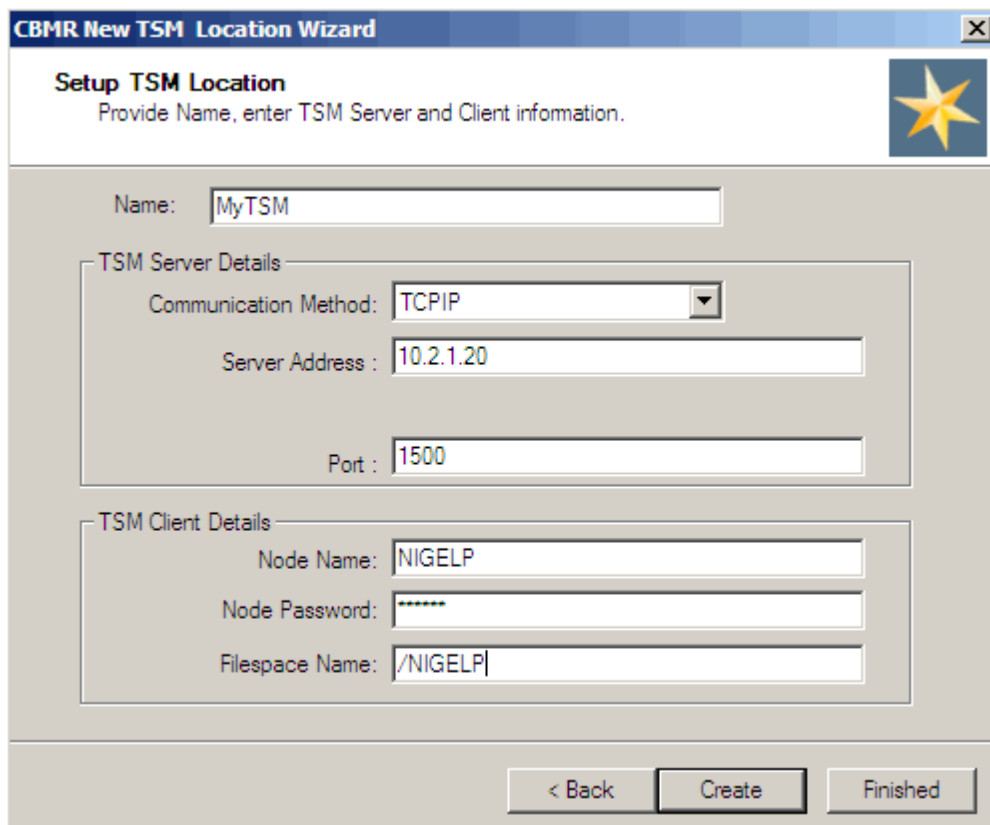 CBMR New TSM Location Wizard
Setup TSM Location
Provide Name, enter TSM Server and Client information.
Name: MyTSM
TSM Server Details
Communication Method: TCPIP
Server Address : 10.2.1.20
Port : 1500
TSM Client Details
Node Name: NIGELP
Node Password: ******
Filespace Name: /NIGELP
< Back Create Finished